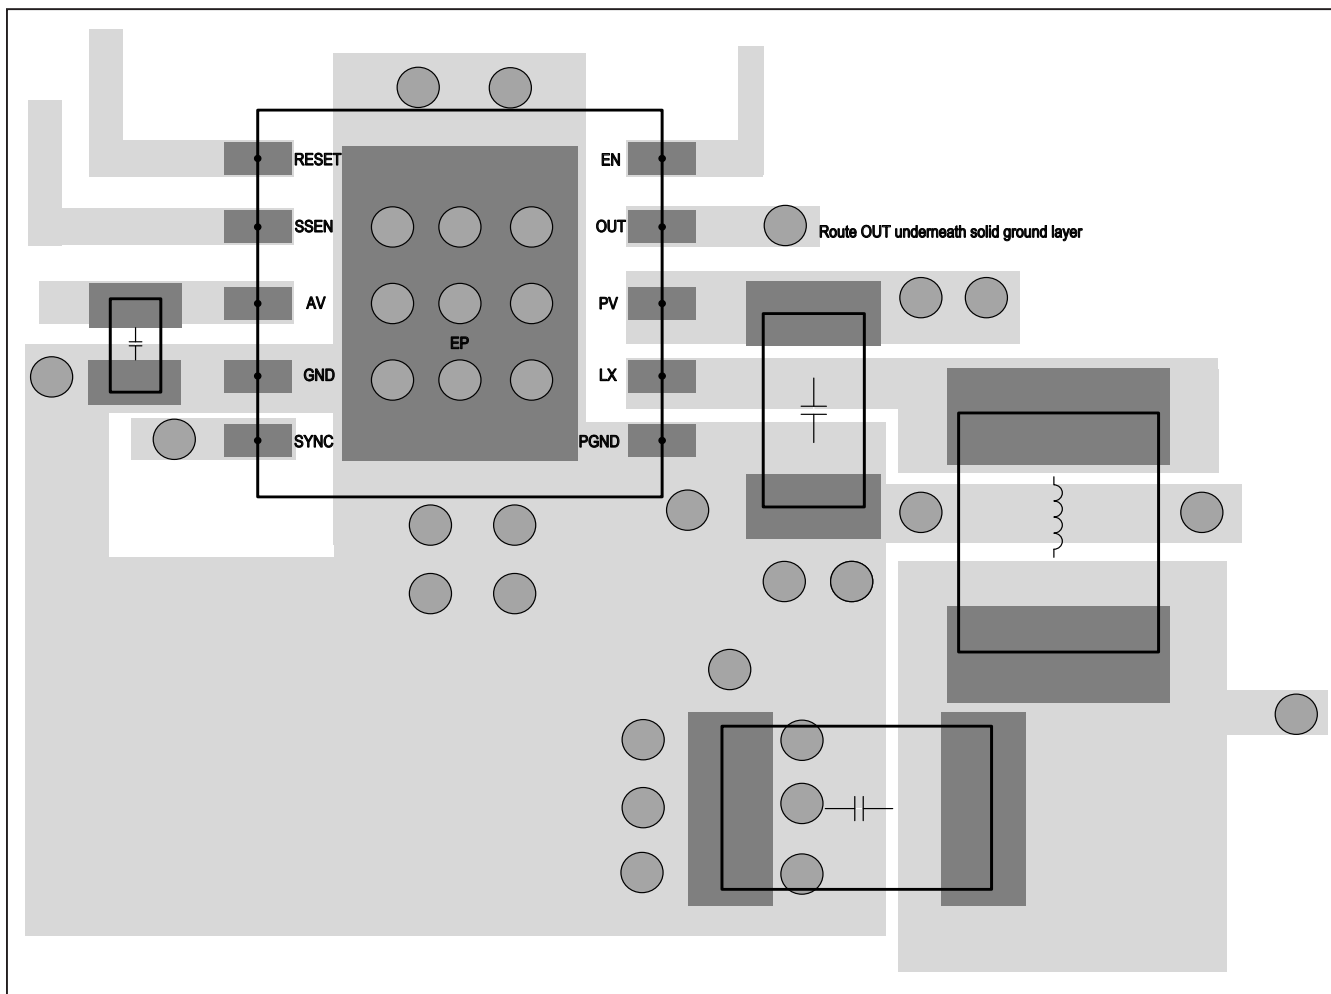 RESET
EN
SSEN
OUT
Route OUT underneath solid ground layer
AV
PV
EP
GND
LX
SYNC
PGND